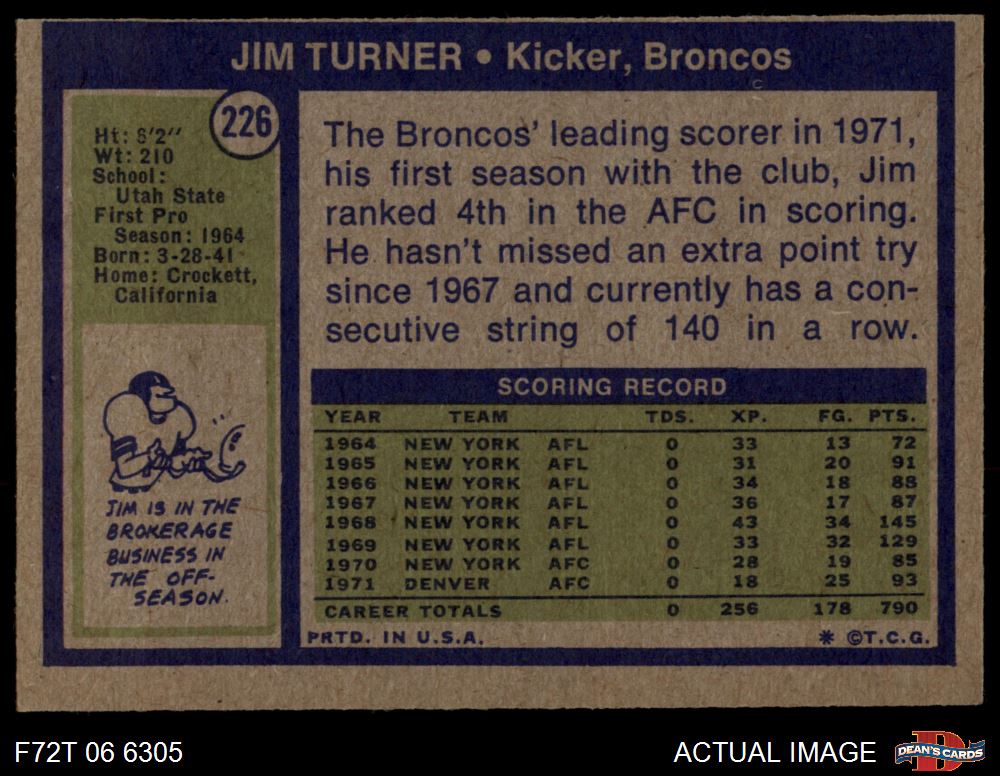 JIM TURNER • Kicker, Broncos
226
Ht: 6'2"
Wt: 210
School:
Utah State
First Pro
Season: 1964
Born: 3-28-41
Home: Crockett,
California
JIM IS IN THE
BROKERAGE
BUSINESS IN
THE OFF-
SEASON.
The Broncos' leading scorer in 1971,
his first season with the club, Jim
ranked 4th in the AFC in scoring.
He hasn't missed an extra point try
since 1967 and currently has a con-
secutive string of 140 in a row.
SCORING RECORD
YEAR TEAM TDS. XP. FG. PTS.
1964 NEW YORK AFL 0 33 13 72
1965 NEW YORK AFL 0 31 20 91
1966 NEW YORK AFL 0 34 18 88
1967 NEW YORK AFL 0 36 17 87
1968 NEW YORK AFL 0 43 34 145
1969 NEW YORK AFL 0 33 32 129
1970 NEW YORK AFC 0 28 19 85
1971 DENVER AFC 0 18 25 93
CAREER TOTALS 0 256 178 790
PRTD. IN U.S.A. * ©T.C.G.
F72T 06 6305
ACTUAL IMAGE
D
DEAN'S CARDS